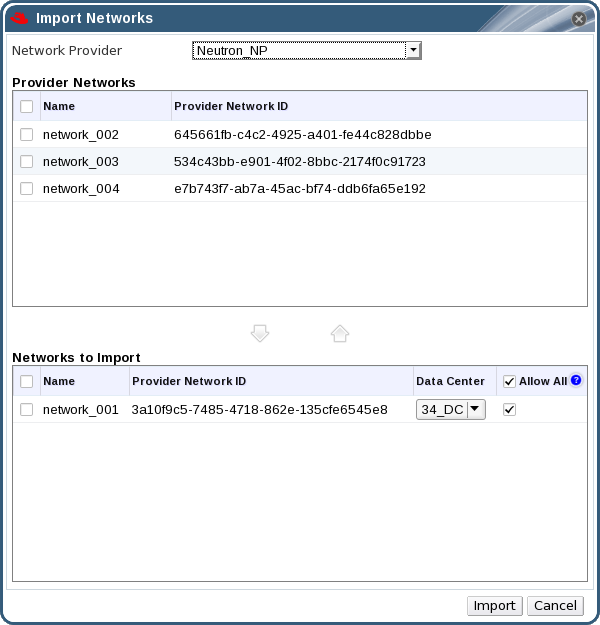 Import Networks
Network Provider Neutron_NP
Provider Networks
Name Provider Network ID
network_002 645661fb-c4c2-4925-a401-fe44c828dbbe
network_003 534c43bb-e901-4f02-8bbc-2174f0c91723
network_004 e7b743f7-ab7a-45ac-bf74-ddb6fa65e192
Networks to Import
Name Provider Network ID Data Center Allow All ?
network_001 3a10f9c5-7485-4718-862e-135cfe6545e8 34_DC
Import Cancel